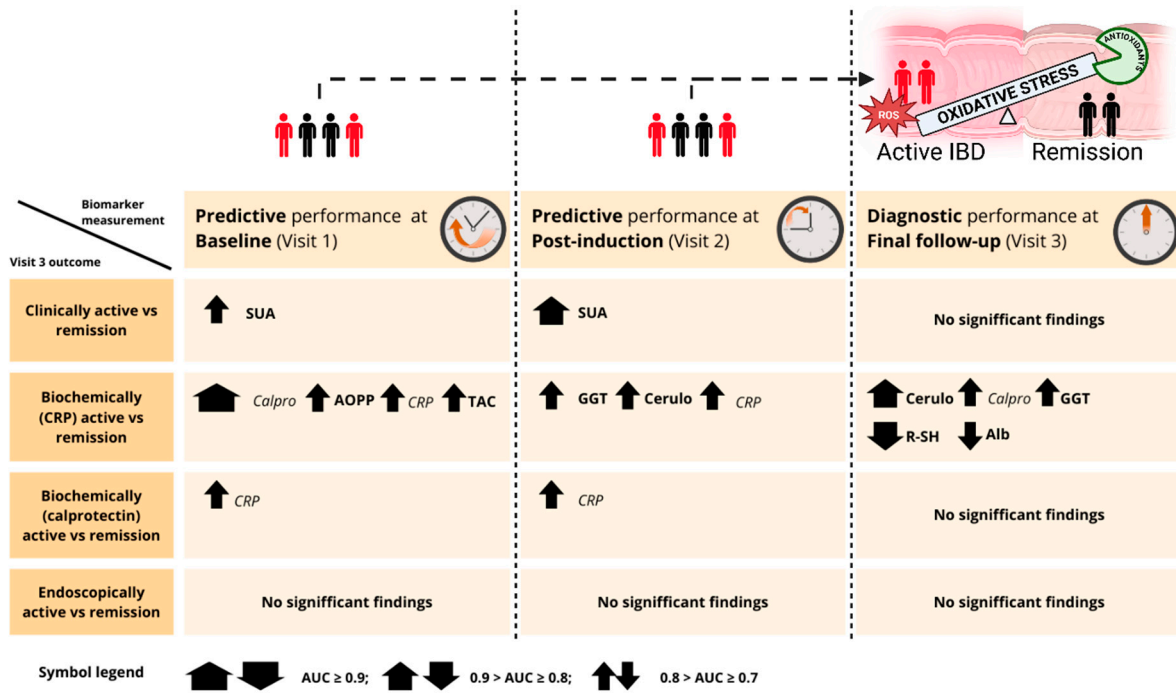 ANTIOXIDANTS
OXIDATIVE STRESS
ROS
Active IBD Remission
Biomarker
measurement
Visit 3 outcome
Predictive performance at
Baseline (Visit 1)
Predictive performance at
Post-induction (Visit 2)
Diagnostic performance at
Final follow-up (Visit 3)
Clinically active vs
remission
SUA
SUA
No significant findings
Biochemically
(CRP) active vs
remission
Calpro AOPP CRP TAC
GGT Cerulo CRP
Cerulo Calpro GGT
R-SH Alb
Biochemically
(calprotectin)
active vs remission
CRP
CRP
No significant findings
Endoscopically
active vs remission
No signifficant findings
No significant findings
No significant findings
Symbol legend AUC ≥ 0.9; 0.9 > AUC ≥ 0.8; 0.8 > AUC ≥ 0.7